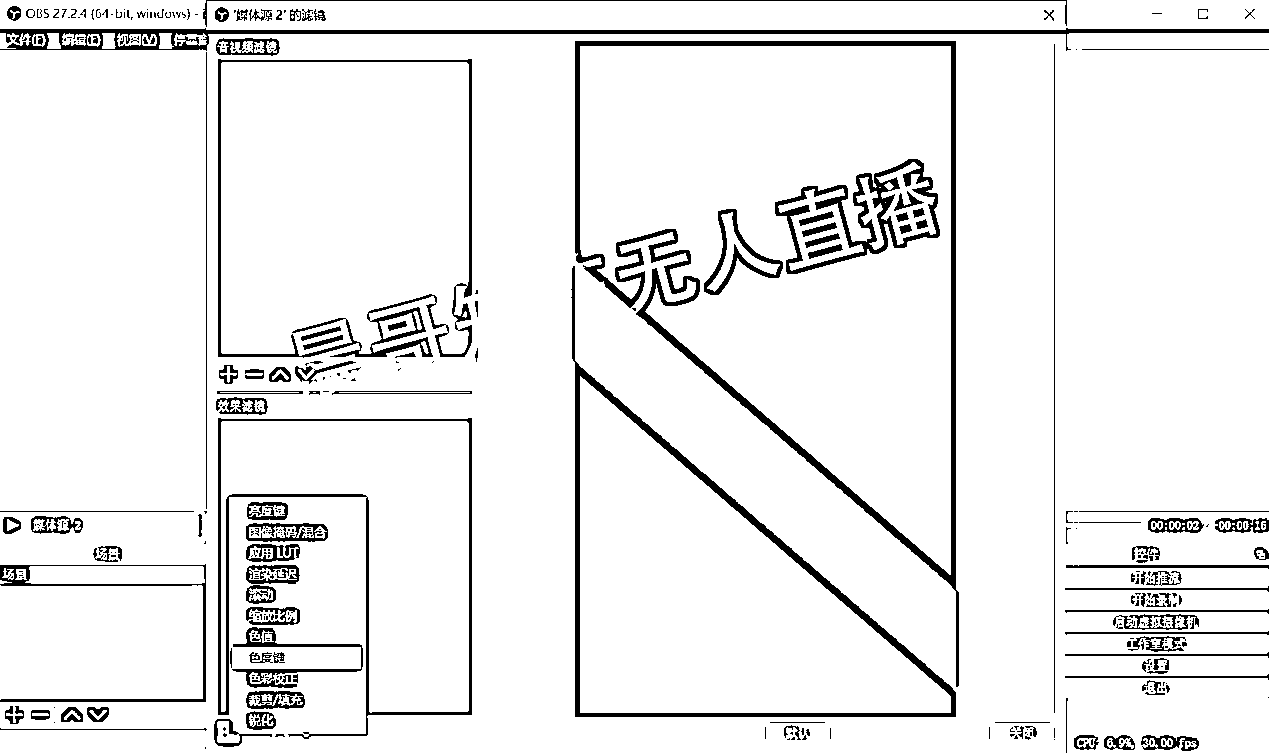 OBS 27.2.4 (64-bit, windows) -
'媒体源 2' 的滤镜
文件(F) 编辑(E) 视图(V)
音视频滤镜
无人直播
哥
效果滤镜
亮度键
图像掩码/混合
应用 LUT
渲染延迟
滚动
缩放比例
色值
色度键
色彩校正
裁剪/填充
锐化
默认
关闭
媒体源 2
00:00:02
00:00:16
场景
场景
控件
开始推流
开始录制
启动虚拟摄像机
工作室模式
设置
退出
CPU: 6.9% 30.00 fps